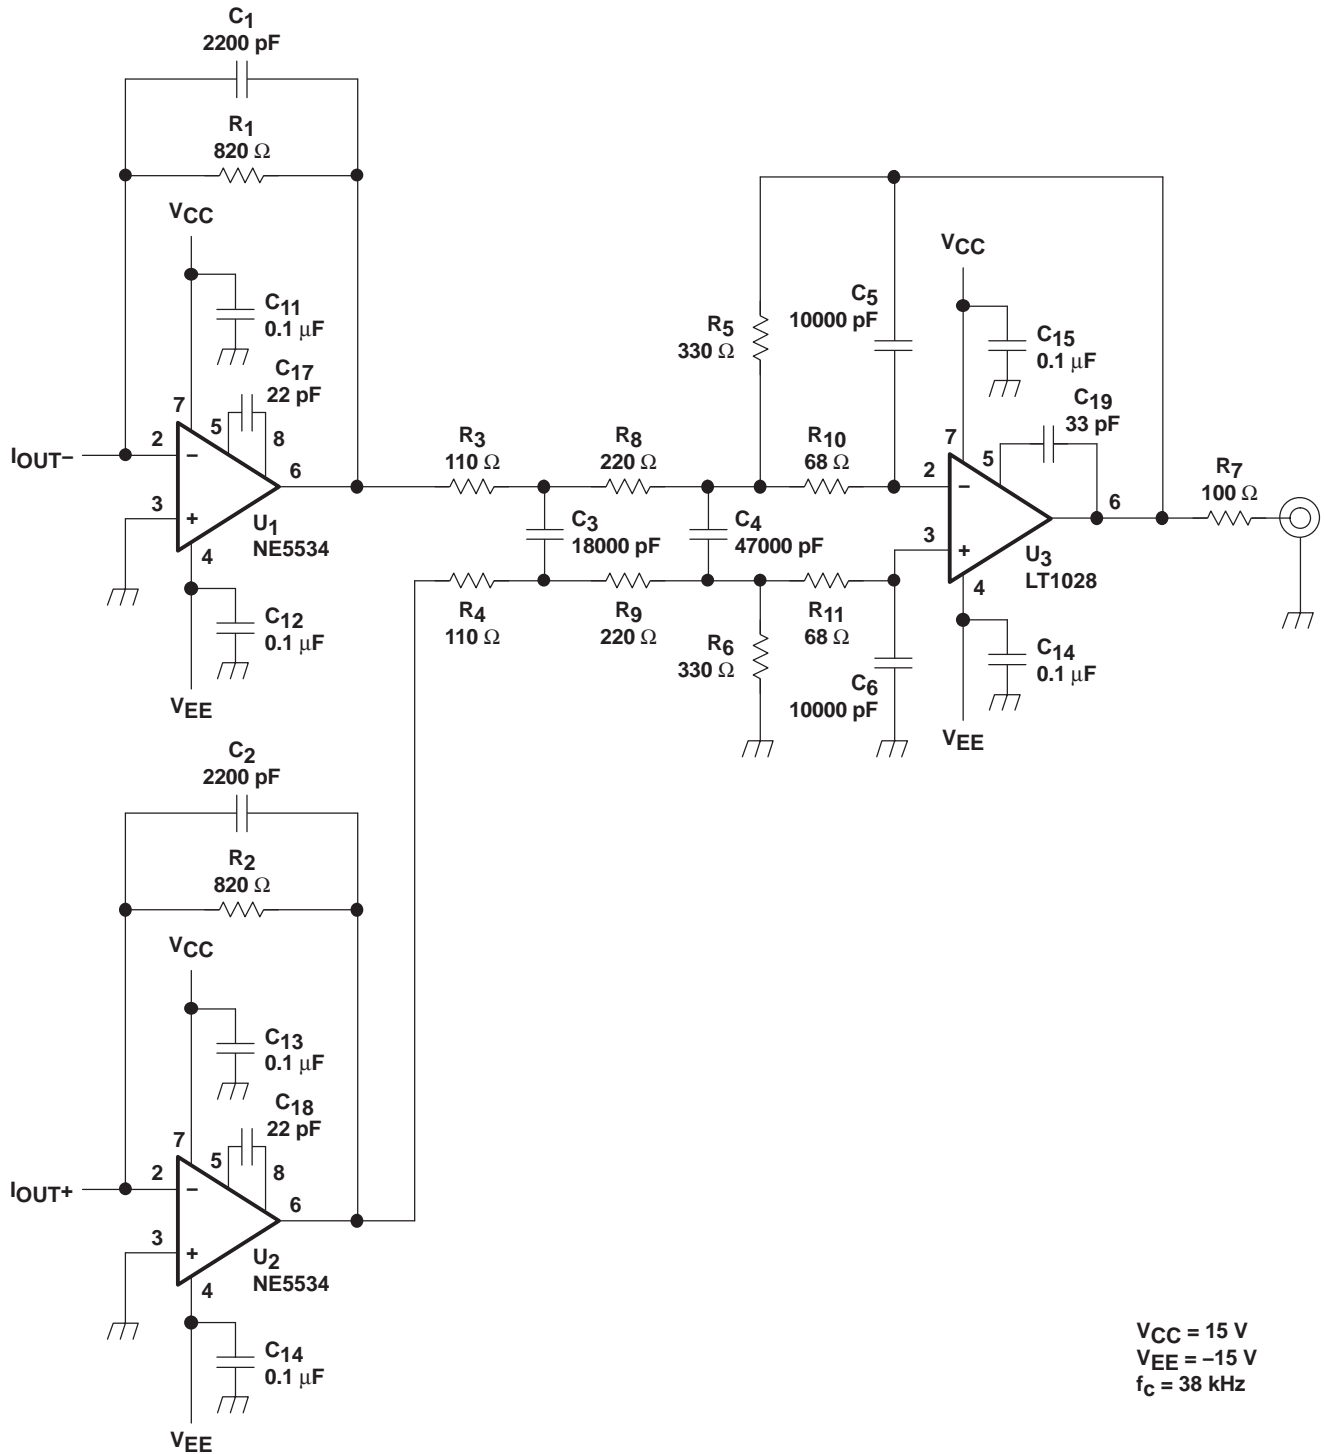 C1
2200 pF
R1
820 Ω
VCC
C11
0.1 μF
C17
22 pF
7
5
8
2
−
6
IOUT−
3
+
U1
NE5534
4
C12
0.1 μF
VEE
R3
110 Ω
R8
220 Ω
R10
68 Ω
C3
18000 pF
C4
47000 pF
R4
110 Ω
R9
220 Ω
R11
68 Ω
R5
330 Ω
C5
10000 pF
R6
330 Ω
C6
10000 pF
VCC
C15
0.1 μF
C19
33 pF
7
5
2
−
6
3
+
U3
LT1028
4
R7
100 Ω
C14
0.1 μF
VEE
C2
2200 pF
R2
820 Ω
VCC
C13
0.1 μF
C18
22 pF
7
5
8
2
−
6
IOUT+
3
+
U2
NE5534
4
C14
0.1 μF
VEE
VCC = 15 V
VEE = –15 V
fc = 38 kHz